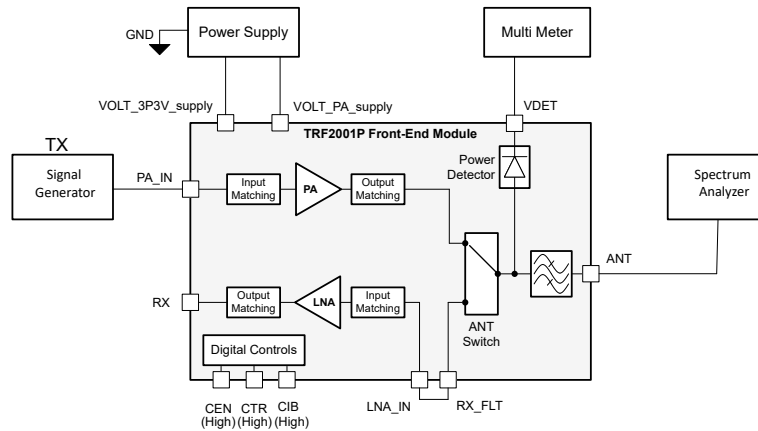 GND
Power Supply
Multi Meter
VOLT_3P3V_supply
VOLT_PA_supply
VDET
TRF2001P Front-End Module
TX
Signal
Generator
PA_IN
Input
Matching
PA
Output
Matching
Power
Detector
Spectrum
Analyzer
ANT
RX
Output
Matching
LNA
Input
Matching
ANT
Switch
Digital Controls
CEN
(High)
CTR
(High)
CIB
(High)
LNA_IN
RX_FLT